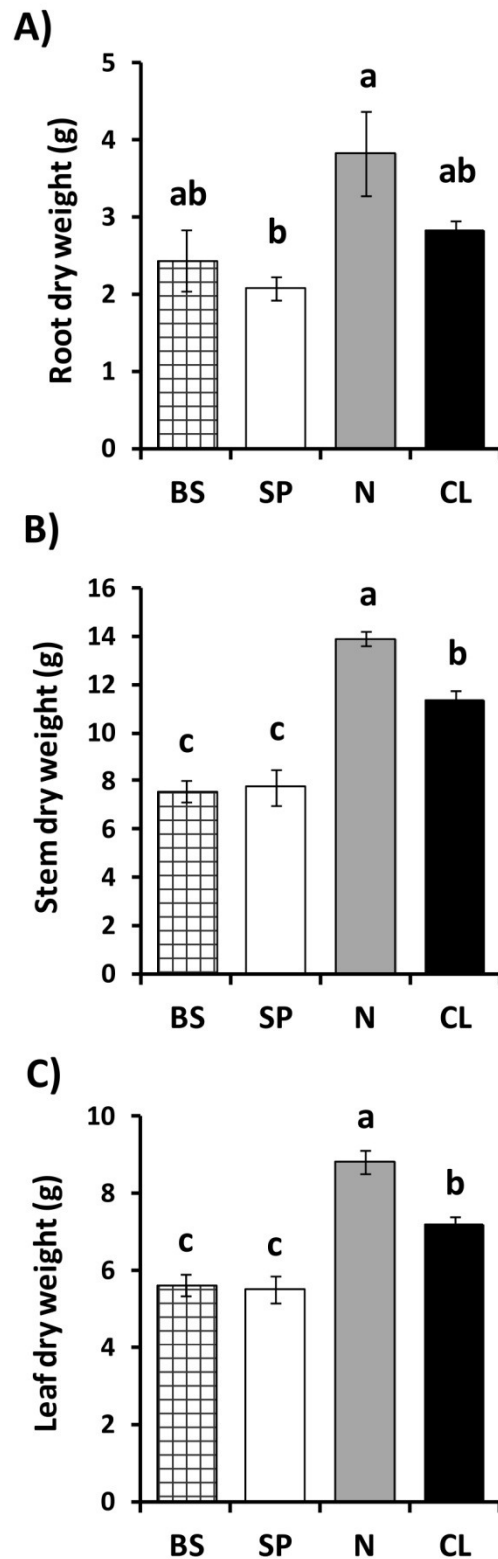 A)
Root dry weight (g)
5
4
3
2
1
0
ab
b
a
ab
BS SP N CL
B)
Stem dry weight (g)
16
14
12
10
8
6
4
2
0
c
c
a
b
BS SP N CL
C)
Leaf dry weight (g)
10
8
6
4
2
0
c
c
a
b
BS SP N CL